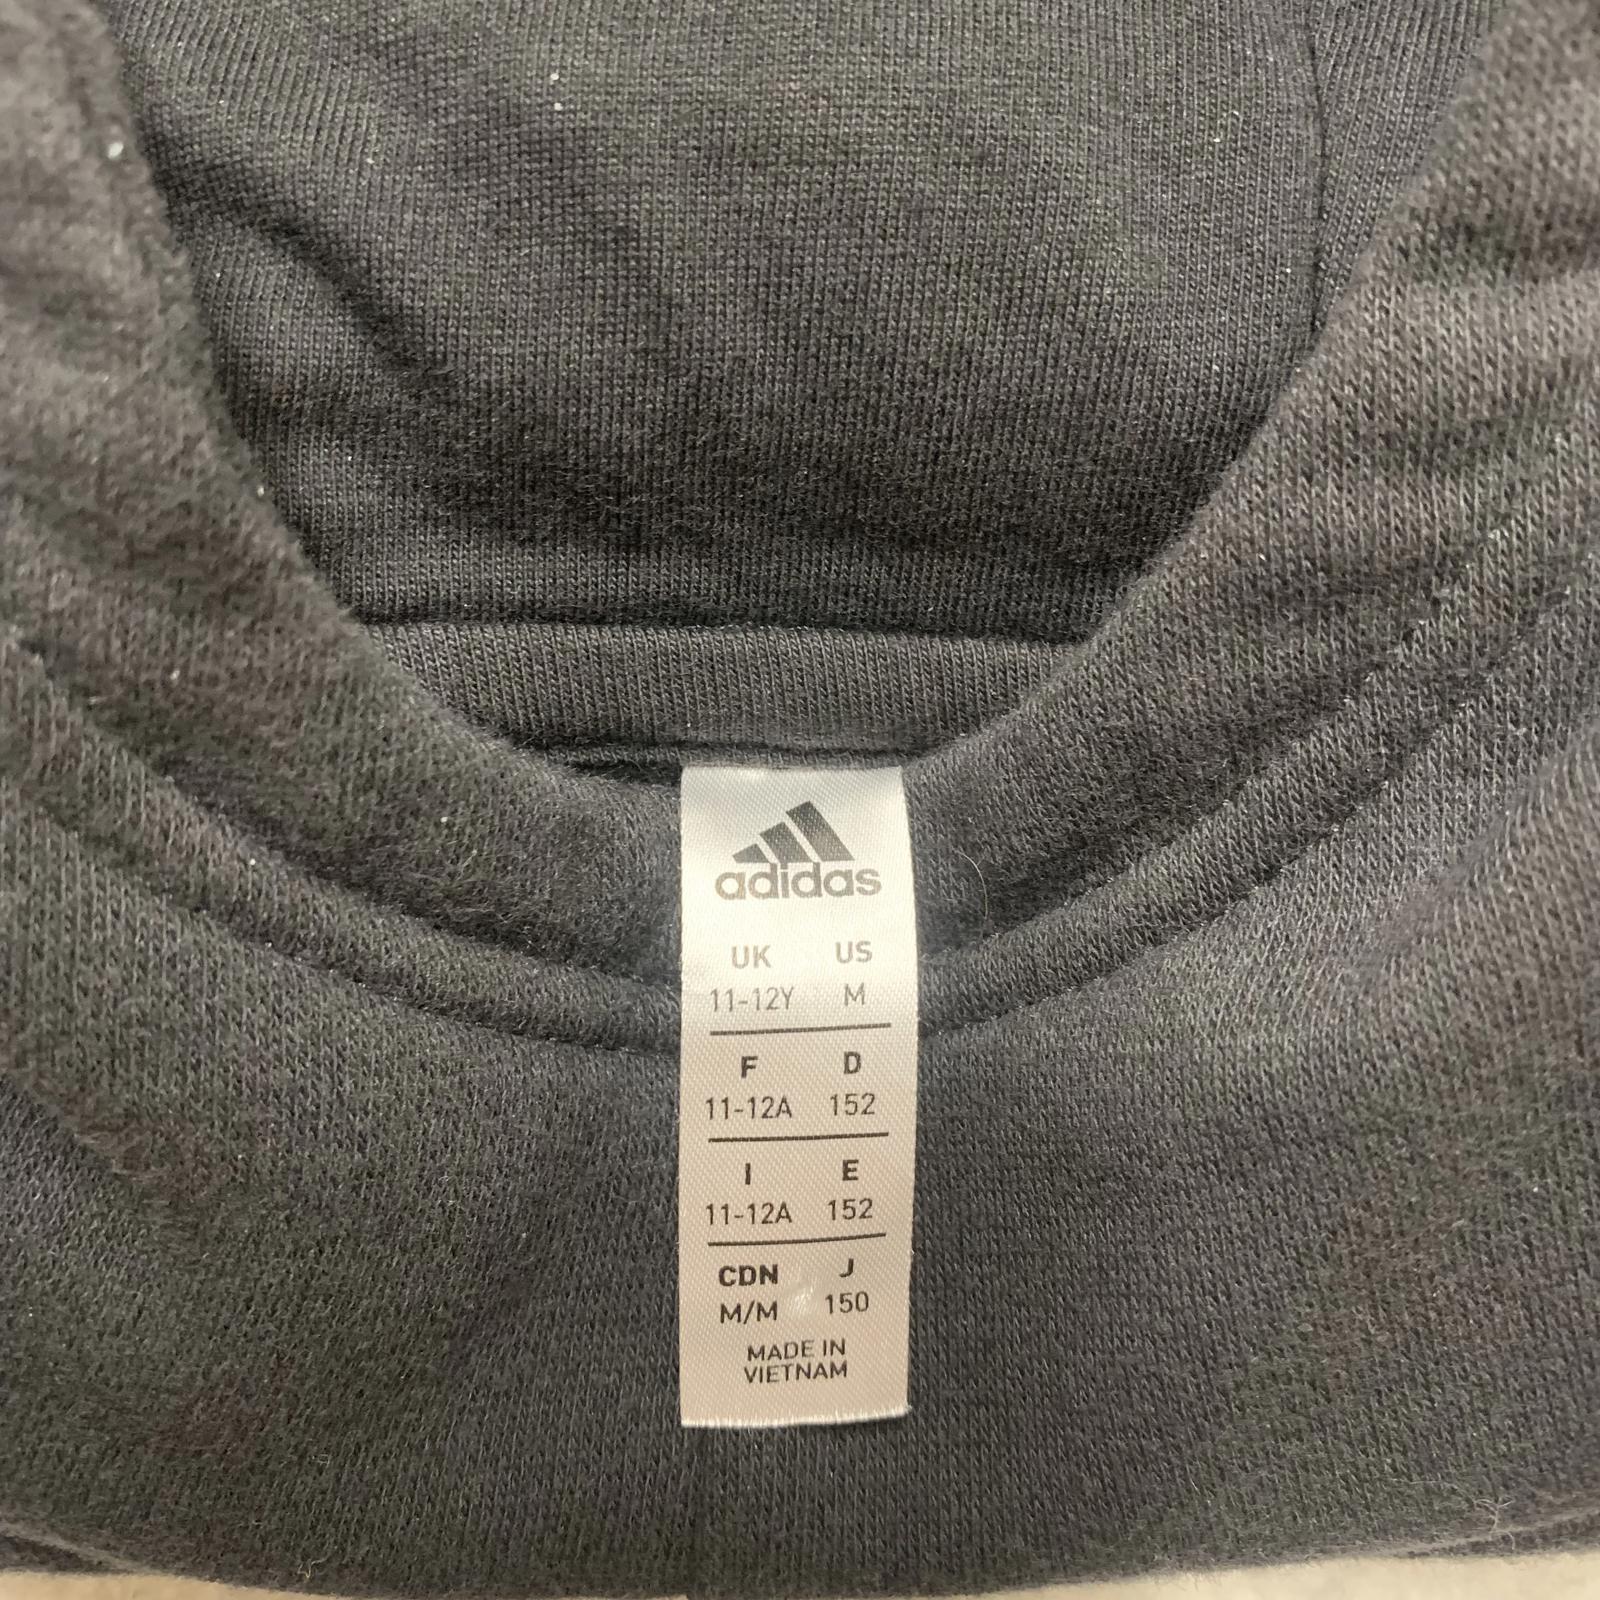 adidas
UK US
11-12Y M
F D
11-12A 152
I E
11-12A 152
CDN J
M/M 150
MADE IN
VIETNAM